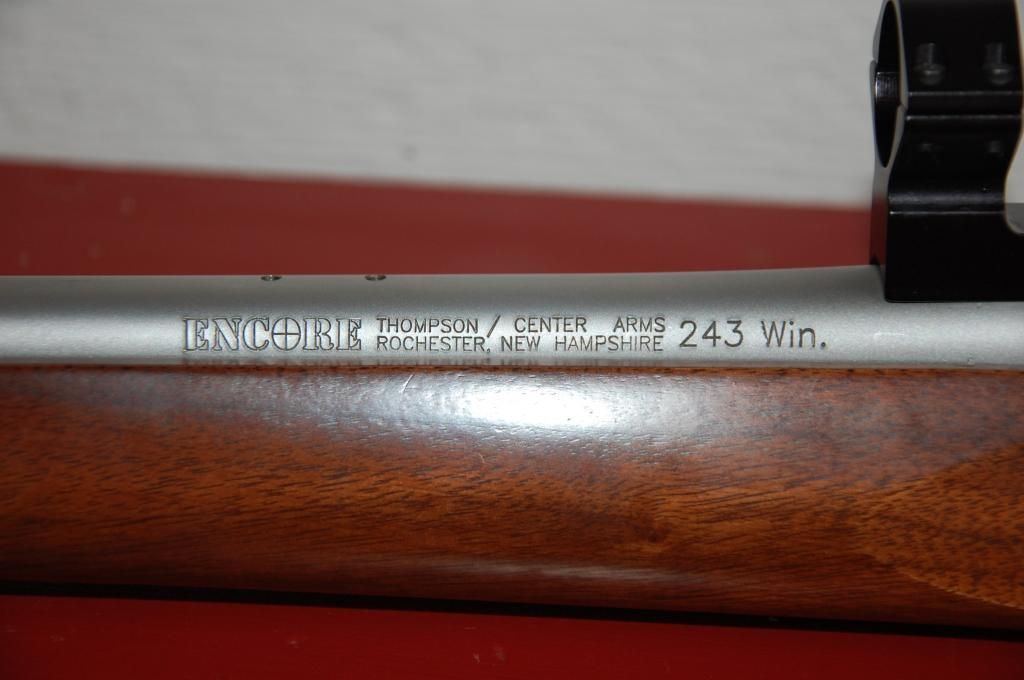 ENCORE THOMPSON / CENTER ARMS 243 Win.
ROCHESTER, NEW HAMPSHIRE